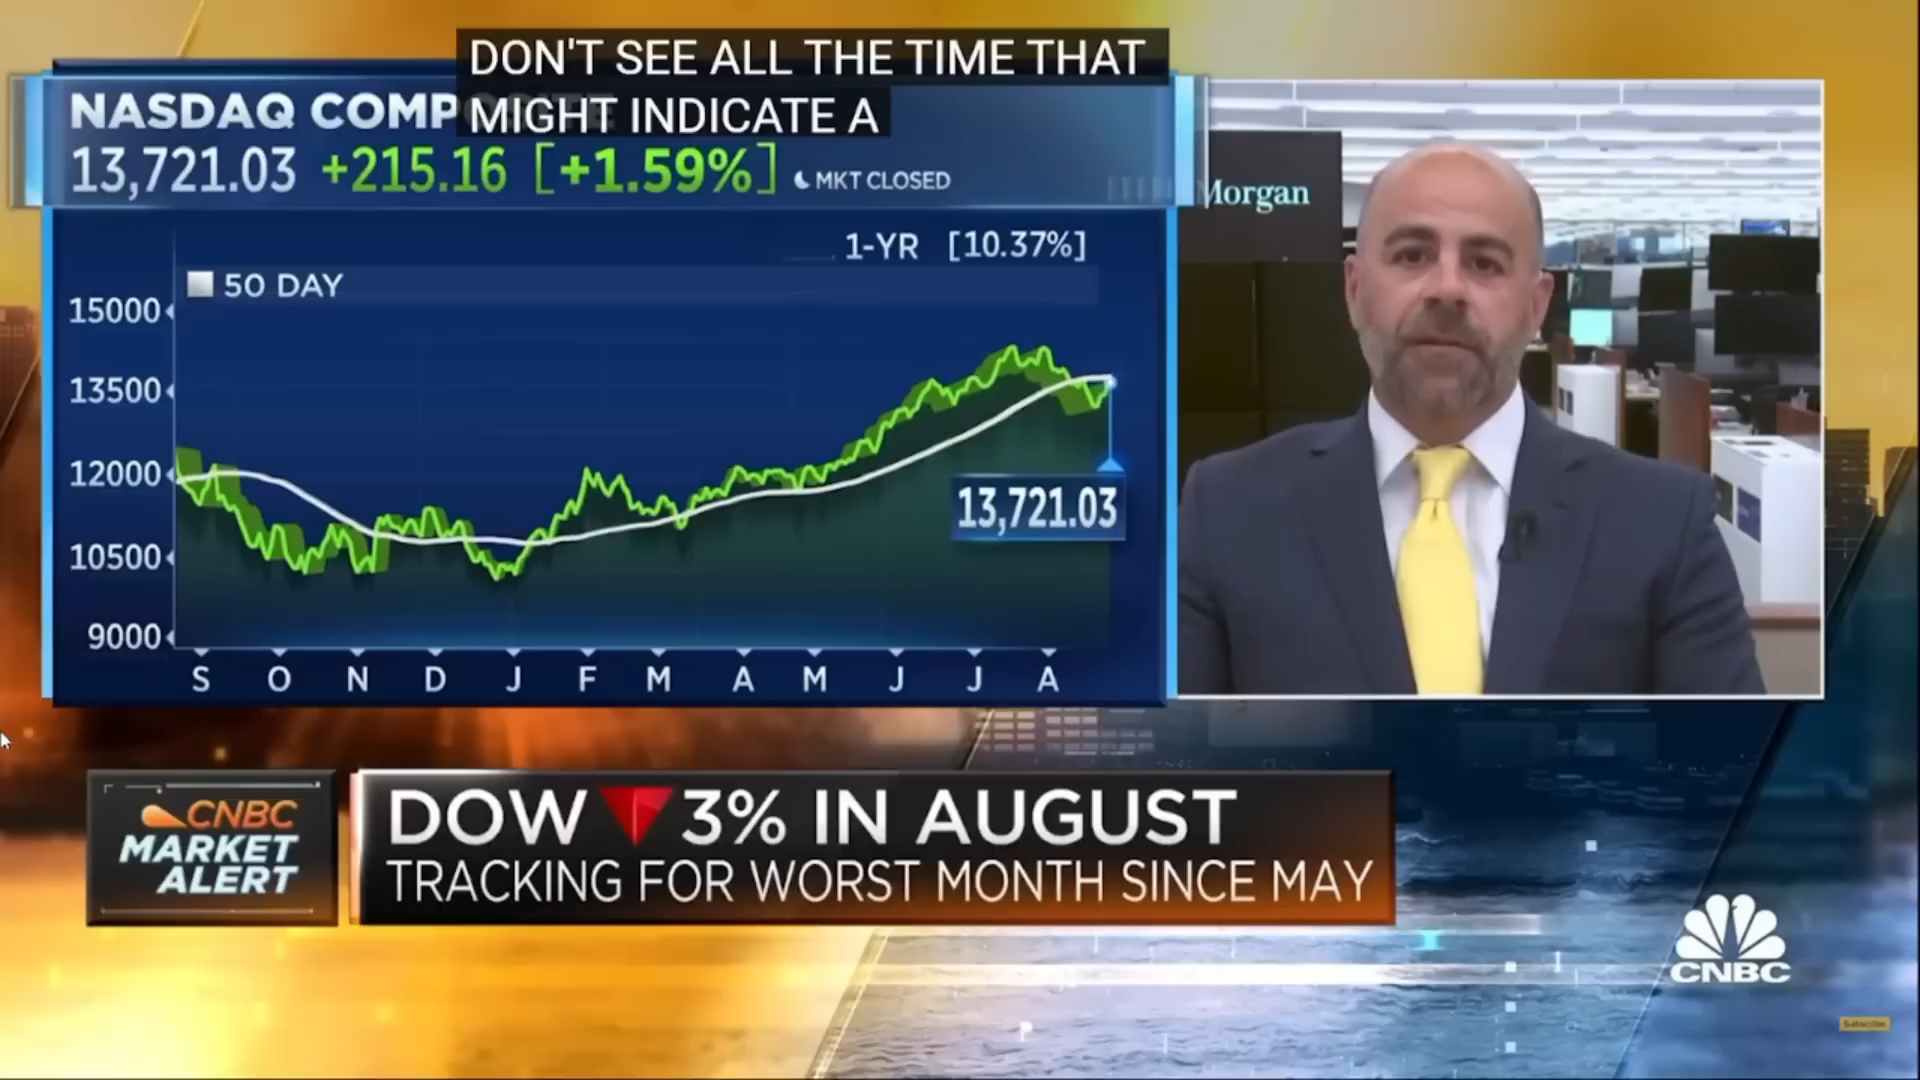 DON'T SEE ALL THE TIME THAT
MIGHT INDICATE A
NASDAQ COMPOSITE
13,721.03 +215.16 [+1.59%] MKT CLOSED
1-YR [10.37%]
50 DAY
15000
13500
12000
10500
9000
13,721.03
S O N D J F M A M J J A
Morgan
CNBC
MARKET
ALERT
DOW ▼ 3% IN AUGUST
TRACKING FOR WORST MONTH SINCE MAY
CNBC
Subscribe